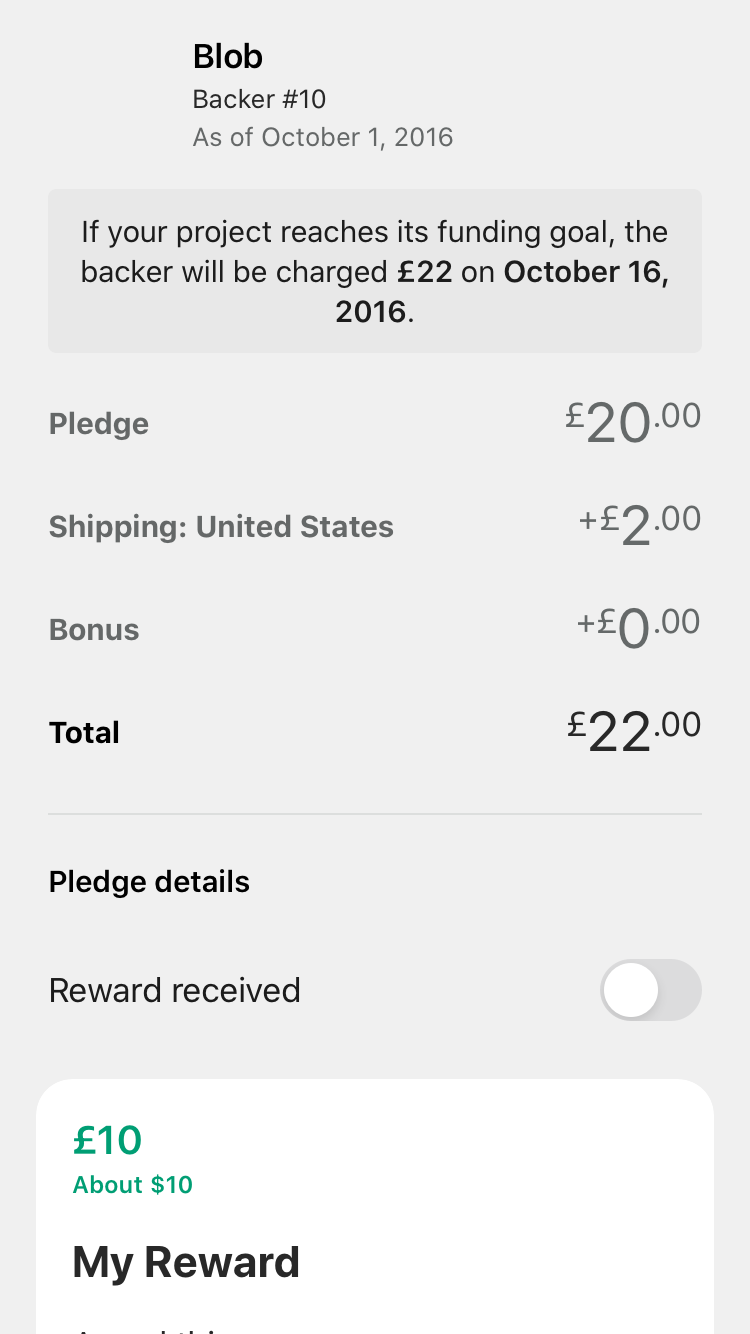 Blob
Backer #10
As of October 1, 2016
If your project reaches its funding goal, the
backer will be charged £22 on October 16,
2016.
Pledge £20.00
Shipping: United States +£2.00
Bonus +£0.00
Total £22.00
Pledge details
Reward received
£10
About $10
My Reward